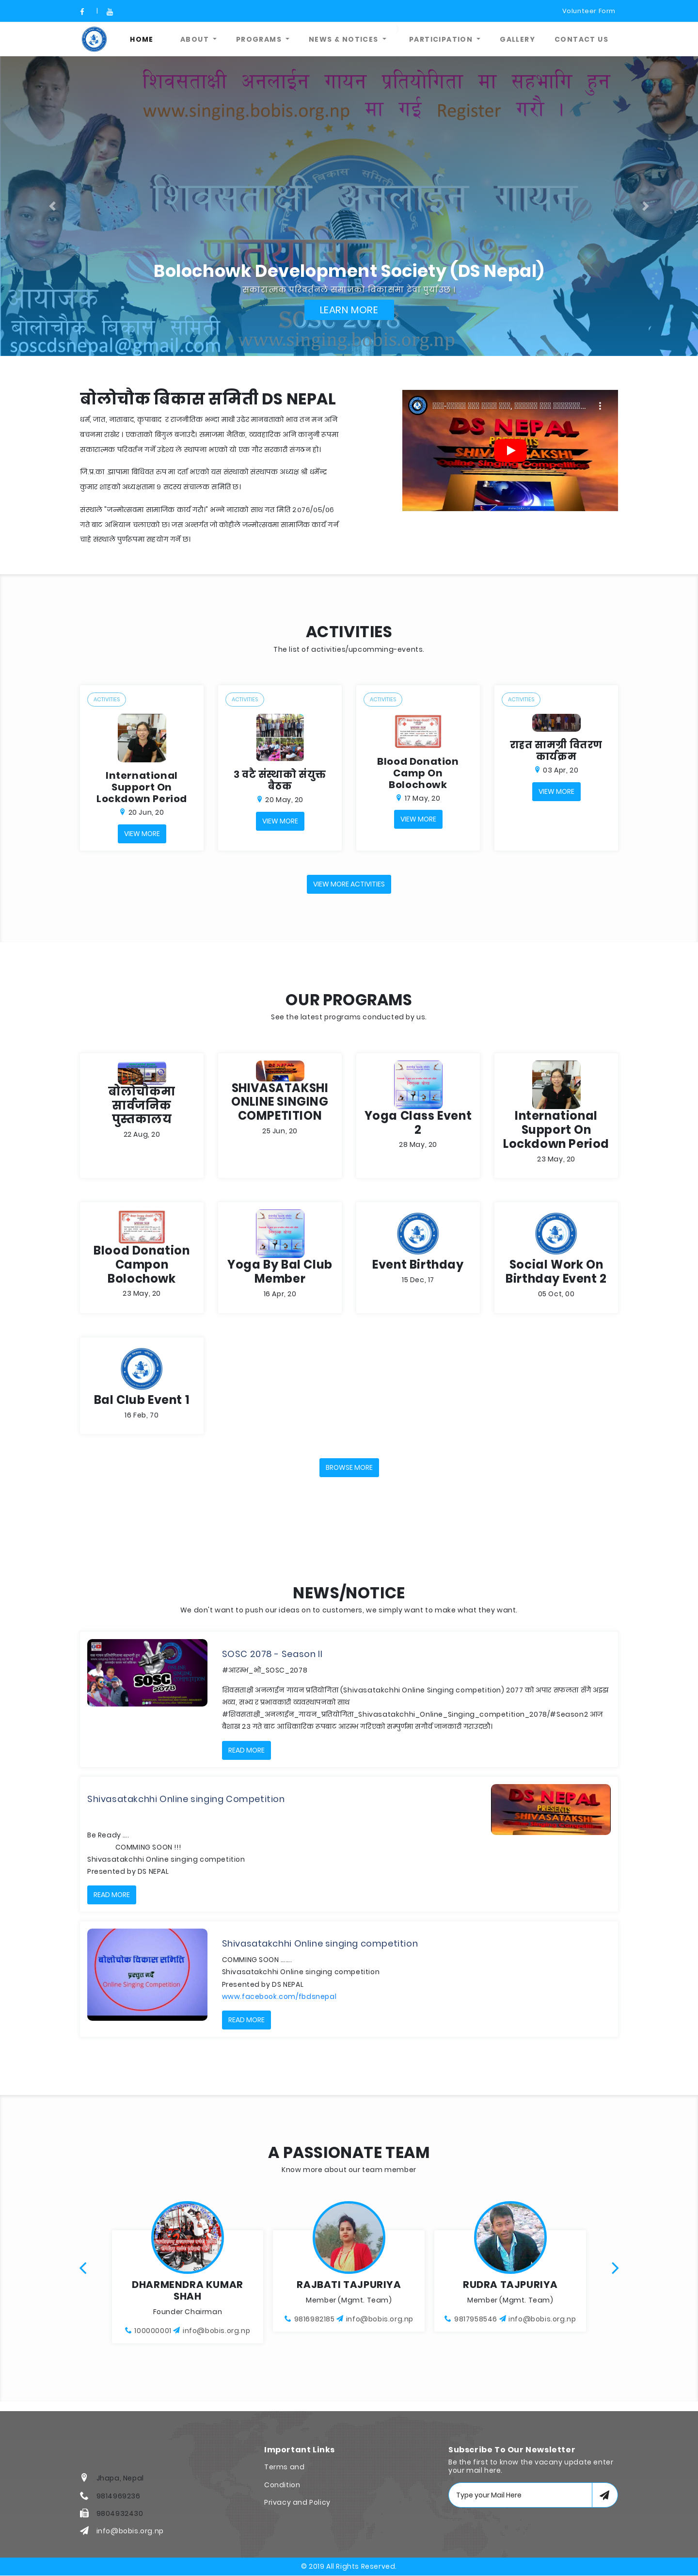 Volunteer Form
HOME
ABOUT
PROGRAMS
NEWS & NOTICES
PARTICIPATION
GALLERY
CONTACT US
शिवसताक्षी अनलाईन गायन प्रतियोगिता मा सहभागि हुन
www.singing.bobis.org.np मा गई Register गरौ ।
शिवसताक्षी अनलाईन गायन
प्रतियोगिता-२०७८
Bolochowk Development Society (DS Nepal)
सकारात्मक परिवर्तनले समाजको विकासमा टेवा पुर्याउछ ।
LEARN MORE
आयोजक
बोलोचौक बिकास समिती
soscdsnepal@gmail.com
SOSC 2078
www.singing.bobis.org.np
बोलोचौक बिकास समिती DS NEPAL
धर्म, जात, नाताबाद, कृपाबाद र राजनीतिक भन्दा माथी उठेर मानबताको भाव तन मन अनि
बचनमा राखेर । एकताको बिगुल बजाउदै। समाजमा नैतिक, व्यवहारिक अनि कानुनी रुपमा
सकारात्मक परिवर्तन गर्ने उद्देश्य ले स्थापना भएको यो एक गैर सरकारी संगठन हो।
जि.प्र.का. झापामा बिधिवत रुप मा दर्ता भएको यस संस्थाको संस्थापक अध्यक्ष श्री धर्मेन्द्र
कुमार शाहको अध्यक्षतामा ९ सदस्य संचालक समिति छ।
संस्थाले "जन्मोत्सवमा सामाजिक कार्य गरौ।" भन्ने नाराको साथ गत मिति 2076/05/06
गते बाट अभियान चलाएको छ। जस अन्तर्गत जो कोहीले जन्मोत्सवमा सामाजिक कार्य गर्न
चाहे संस्थाले पुर्णरूपमा सहयोग गर्ने छ।
DS NEPAL
PRESENTS
SHIVASATAKSHI
ACTIVITIES
The list of activities/upcomming-events.
ACTIVITIES
International Support On Lockdown Period
20 Jun, 20
VIEW MORE
ACTIVITIES
३ वटै संस्थाको संयुक्त बैठक
20 May, 20
VIEW MORE
ACTIVITIES
Blood Donation Camp On Bolochowk
17 May, 20
VIEW MORE
ACTIVITIES
राहत सामग्री वितरण कार्यक्रम
03 Apr, 20
VIEW MORE
VIEW MORE ACTIVITIES
OUR PROGRAMS
See the latest programs conducted by us.
बोलोचौकमा सार्वजनिक पुस्तकालय
22 Aug, 20
SHIVASATAKSHI ONLINE SINGING COMPETITION
25 Jun, 20
Yoga Class Event 2
28 May, 20
International Support On Lockdown Period
23 May, 20
Blood Donation Campon Bolochowk
23 May, 20
Yoga By Bal Club Member
16 Apr, 20
Event Birthday
15 Dec, 17
Social Work On Birthday Event 2
05 Oct, 00
Bal Club Event 1
16 Feb, 70
BROWSE MORE
NEWS/NOTICE
We don't want to push our ideas on to customers, we simply want to make what they want.
SOSC 2078
SOSC 2078 - Season II
#आरम्भ_भौ_SOSC_2078
शिवसताक्षी अनलाईन गायन प्रतियोगिता (Shivasatakchhi Online Singing competition) 2077 को अपार सफलता सँगै अझ्झ
भव्य, सभ्य र प्रभावकारी व्यवस्थापनको साथ
#शिवसताक्षी_अनलाईन_गायन_प्रतियोगिता_Shivasatakchhi_Online_Singing_competition_2078/#Season2 आज
बैशाख 23 गते बाट आधिकारिक रुपबाट आरम्भ गरिएको सम्पुर्णमा सगौर्व जानकारी गराउदछौ।
READ MORE
Shivasatakchhi Online singing Competition
Be Ready ....
COMMING SOON !!!
Shivasatakchhi Online singing competition
Presented by DS NEPAL
READ MORE
DS NEPAL
PRESENTS
SHIVASATAKSHI
बोलोचोक विकास समिति
प्रस्तुत गर्दै
Online Singing Competition
Shivasatakchhi Online singing competition
COMMING SOON .......
Shivasatakchhi Online singing competition
Presented by DS NEPAL
www.facebook.com/fbdsnepal
READ MORE
A PASSIONATE TEAM
Know more about our team member
DHARMENDRA KUMAR SHAH
Founder Chairman
100000001 info@bobis.org.np
RAJBATI TAJPURIYA
Member (Mgmt. Team)
9816982185 info@bobis.org.np
RUDRA TAJPURIYA
Member (Mgmt. Team)
9817958546 info@bobis.org.np
Jhapa, Nepal
9814969236
9804932430
info@bobis.org.np
Important Links
Terms and
Condition
Privacy and Policy
Subscribe To Our Newsletter
Be the first to know the vacany update enter
your mail here.
Type your Mail Here
© 2019 All Rights Reserved.